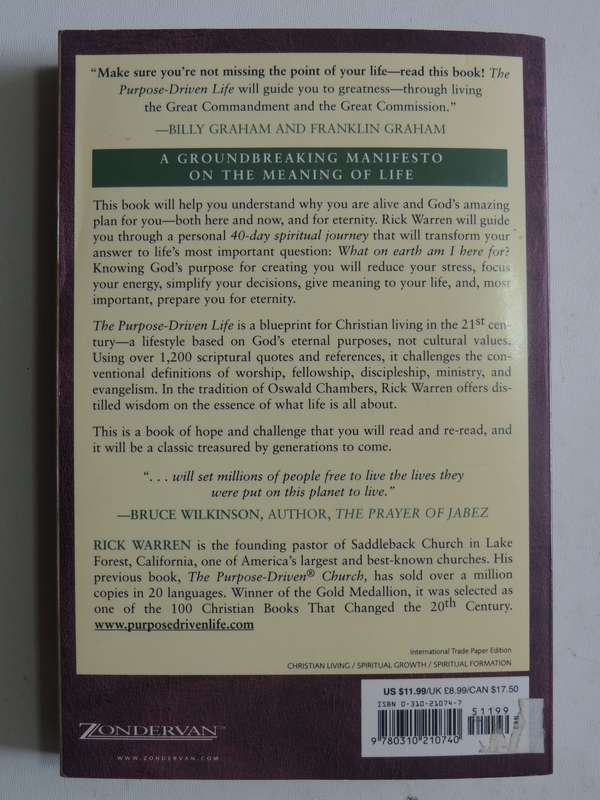 “Make sure you’re not missing the point of your life—read this book! The
Purpose-Driven Life will guide you to greatness—through living
the Great Commandment and the Great Commission.”
—BILLY GRAHAM AND FRANKLIN GRAHAM
A GROUNDBREAKING MANIFESTO
ON THE MEANING OF LIFE
This book will help you understand why you are alive and God’s amazing
plan for you—both here and now, and for eternity. Rick Warren will guide
you through a personal 40-day spiritual journey that will transform your
answer to life’s most important question: What on earth am I here for?
Knowing God’s purpose for creating you will reduce your stress, focus
your energy, simplify your decisions, give meaning to your life, and, most
important, prepare you for eternity.
The Purpose-Driven Life is a blueprint for Christian living in the 21st cen-
tury—a lifestyle based on God’s eternal purposes, not cultural values.
Using over 1,200 scriptural quotes and references, it challenges the con-
ventional definitions of worship, fellowship, discipleship, ministry, and
evangelism. In the tradition of Oswald Chambers, Rick Warren offers dis-
tilled wisdom on the essence of what life is all about.
This is a book of hope and challenge that you will read and re-read, and
it will be a classic treasured by generations to come.
“. . . will set millions of people free to live the lives they
were put on this planet to live.”
—BRUCE WILKINSON, AUTHOR, THE PRAYER OF JABEZ
RICK WARREN is the founding pastor of Saddleback Church in Lake
Forest, California, one of America’s largest and best-known churches. His
previous book, The Purpose-Driven® Church, has sold over a million
copies in 20 languages. Winner of the Gold Medallion, it was selected as
one of the 100 Christian Books That Changed the 20th Century.
www.purposedrivenlife.com
International Trade Paper Edition
CHRISTIAN LIVING / SPIRITUAL GROWTH / SPIRITUAL FORMATION
US $11.99/UK £8.99/CAN $17.50
ISBN 0-310-21074-7
51199
9 780310 210740
ZONDERVAN™
WWW.ZONDERVAN.COM